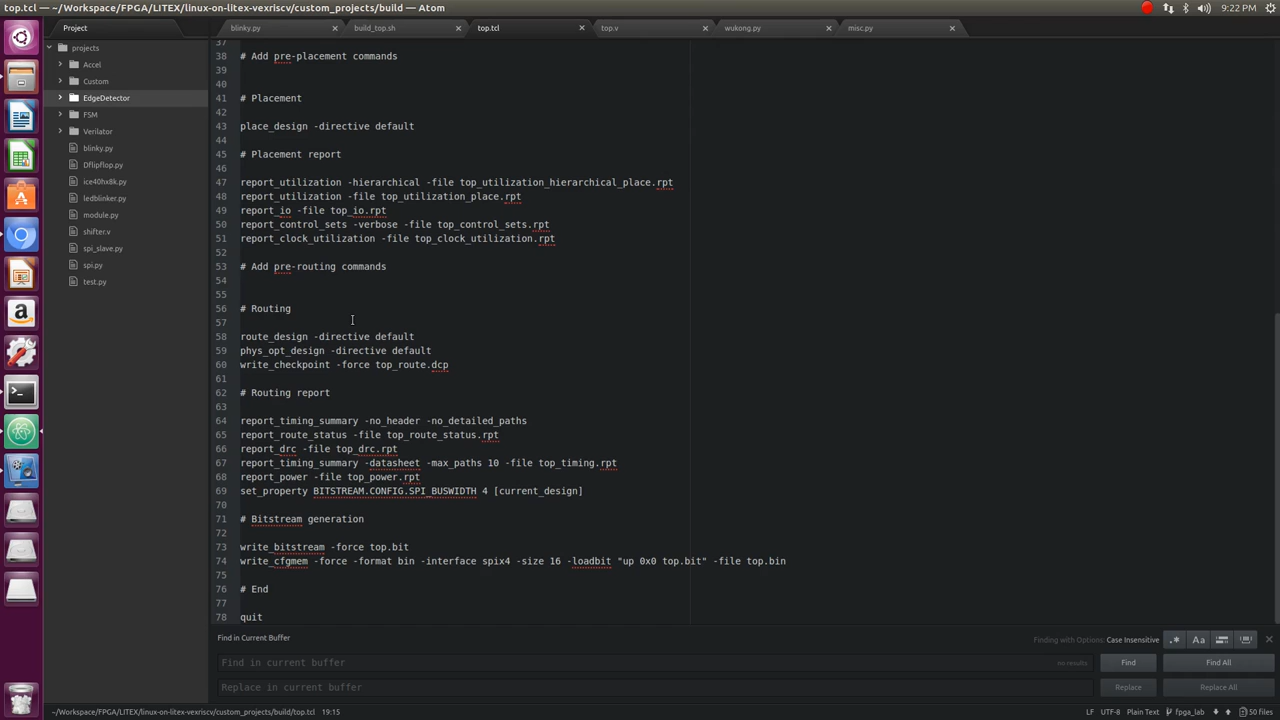 top.tcl — ~/Workspace/FPGA/LITEX/linux-on-litex-vexriscv/custom_projects/build — Atom
9:22 PM
Project
blinky.py
build_top.sh
top.tcl
top.v
wukong.py
misc.py
projects
Accel
Custom
EdgeDetector
FSM
Verilator
blinky.py
Dflipflop.py
ice40hx8k.py
ledblinker.py
module.py
shifter.v
spi_slave.py
spi.py
test.py
37
38 # Add pre-placement commands
39
40
41 # Placement
42
43 place_design -directive default
44
45 # Placement report
46
47 report_utilization -hierarchical -file top_utilization_hierarchical_place.rpt
48 report_utilization -file top_utilization_place.rpt
49 report_io -file top_io.rpt
50 report_control_sets -verbose -file top_control_sets.rpt
51 report_clock_utilization -file top_clock_utilization.rpt
52
53 # Add pre-routing commands
54
55
56 # Routing
57
58 route_design -directive default
59 phys_opt_design -directive default
60 write_checkpoint -force top_route.dcp
61
62 # Routing report
63
64 report_timing_summary -no_header -no_detailed_paths
65 report_route_status -file top_route_status.rpt
66 report_drc -file top_drc.rpt
67 report_timing_summary -datasheet -max_paths 10 -file top_timing.rpt
68 report_power -file top_power.rpt
69 set_property BITSTREAM.CONFIG.SPI_BUSWIDTH 4 [current_design]
70
71 # Bitstream generation
72
73 write_bitstream -force top.bit
74 write_cfgmem -force -format bin -interface spix4 -size 16 -loadbit "up 0x0 top.bit" -file top.bin
75
76 # End
77
78 quit
Find in Current Buffer
Finding with Options: Case Insensitive
.*
Aa
Find in current buffer
no results
Find
Find All
Replace in current buffer
Replace
Replace All
~/Workspace/FPGA/LITEX/linux-on-litex-vexriscv/custom_projects/build/top.tcl 19:15
LF UTF-8 Plain Text fpga_lab 50 files